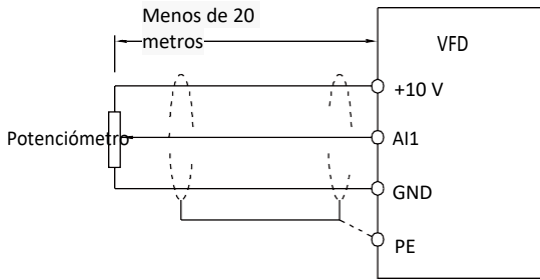 Menos de 20
metros
VFD
+10 V
Potenciómetro
AI1
GND
PE